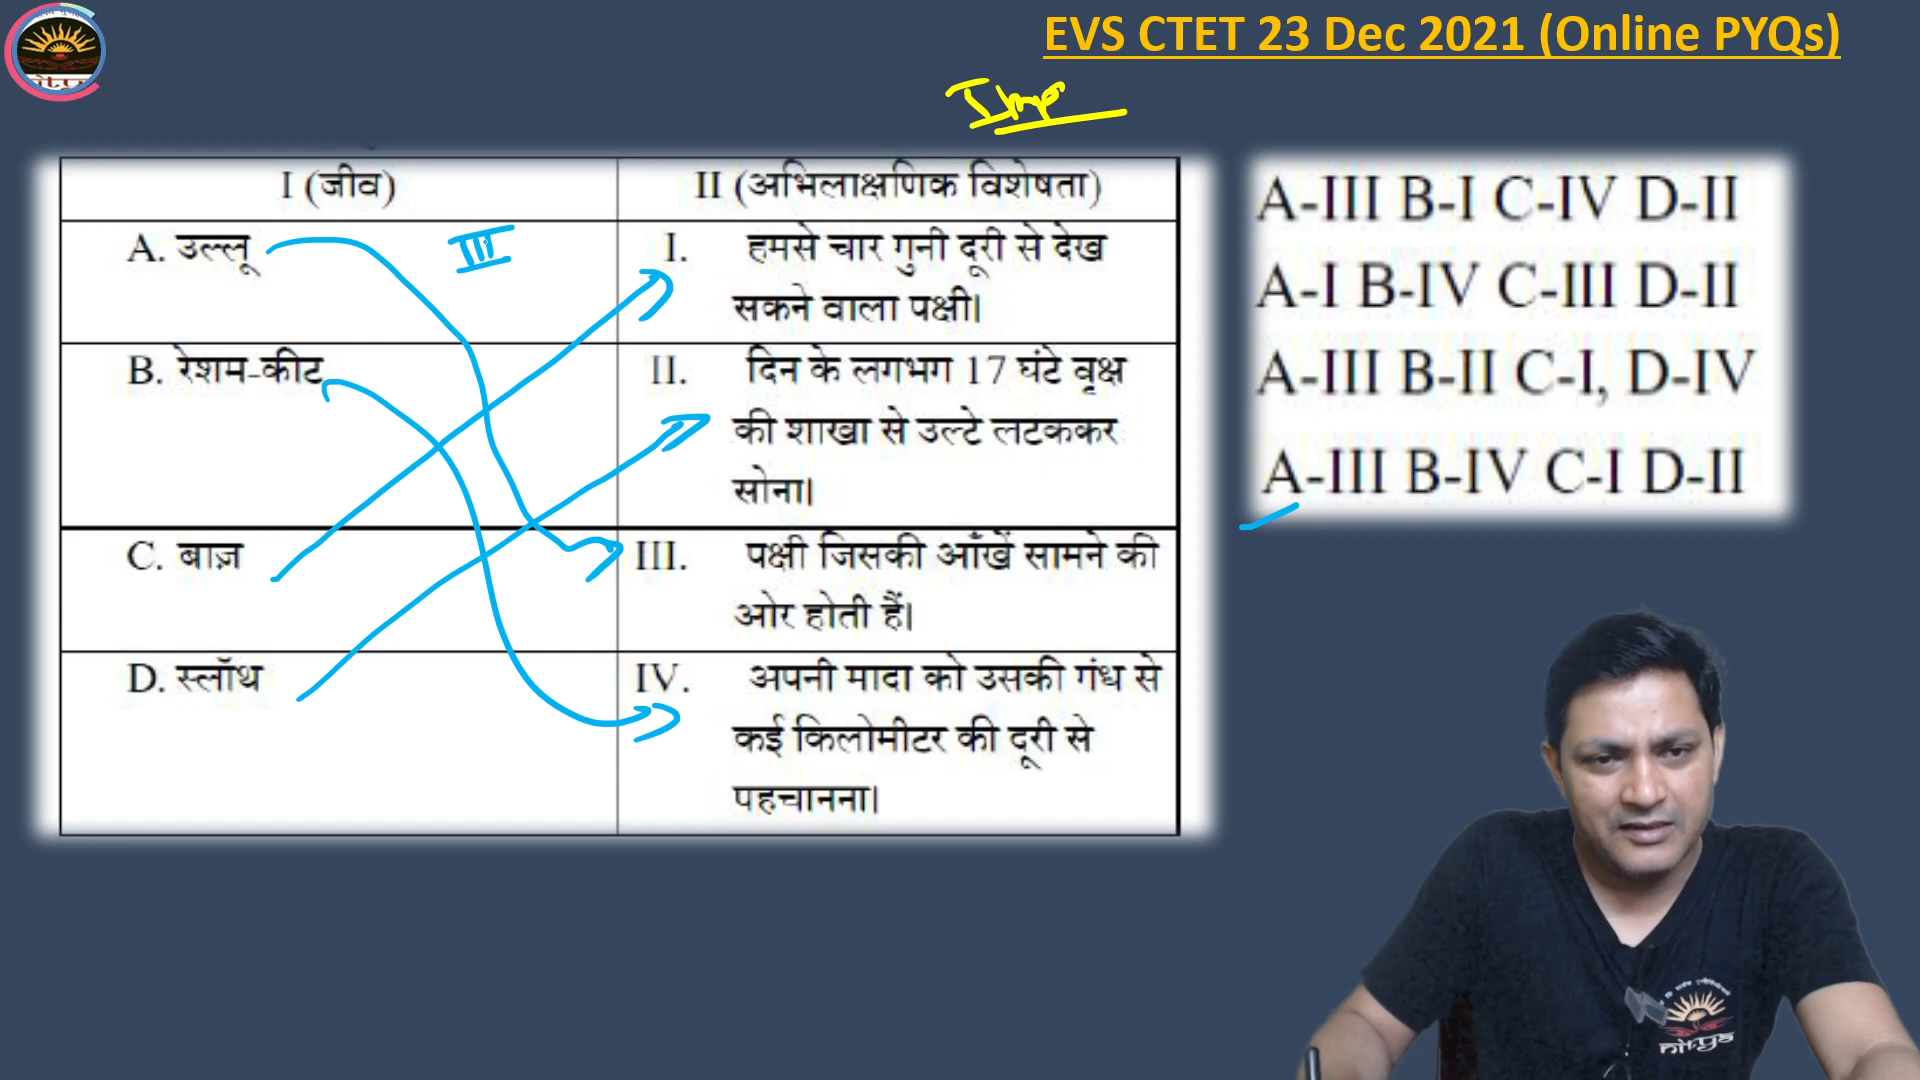 EVS CTET 23 Dec 2021 (Online PYQs)
Imp
I (जीव)
II (अभिलाक्षणिक विशेषता)
A. उल्लू
III
I. हमसे चार गुनी दूरी से देख
सकने वाला पक्षी।
B. रेशम-कीट
II. दिन के लगभग 17 घंटे वृक्ष
की शाखा से उल्टे लटककर
सोना।
C. बाज़
III. पक्षी जिसकी आँखें सामने की
ओर होती हैं।
D. स्लॉथ
IV. अपनी मादा को उसकी गंध से
कई किलोमीटर की दूरी से
पहचानना।
A-III B-I C-IV D-II
A-I B-IV C-III D-II
A-III B-II C-I, D-IV
A-III B-IV C-I D-II
nitya